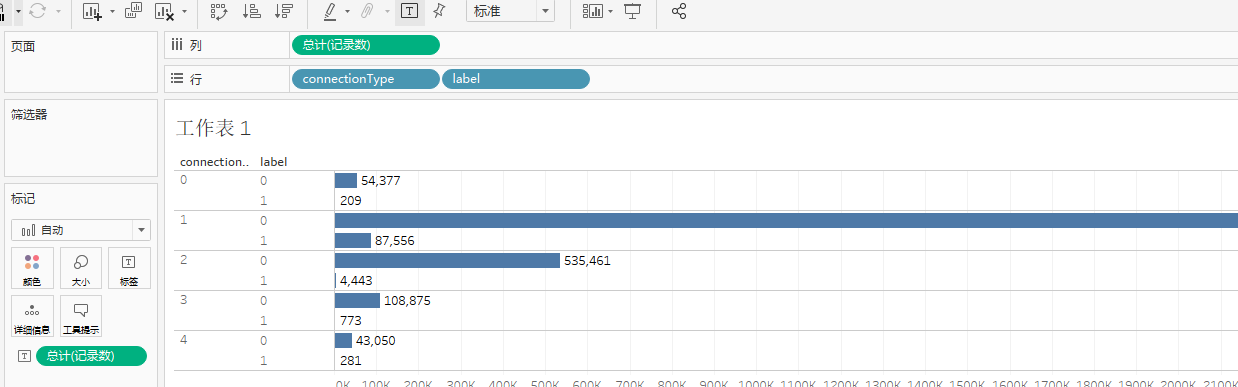 标准
页面
列
总计(记录数)
行
connectionType
label
筛选器
工作表 1
connection.. label
0 0 54,377
1 209
1 0
1 87,556
2 0 535,461
1 4,443
3 0 108,875
1 773
4 0 43,050
1 281
0K 100K 200K 300K 400K 500K 600K 700K 800K 900K 1000K 1100K 1200K 1300K 1400K 1500K 1600K 1700K 1800K 1900K 2000K 2100K
标记
自动
颜色
大小
标签
详细信息
工具提示
总计(记录数)